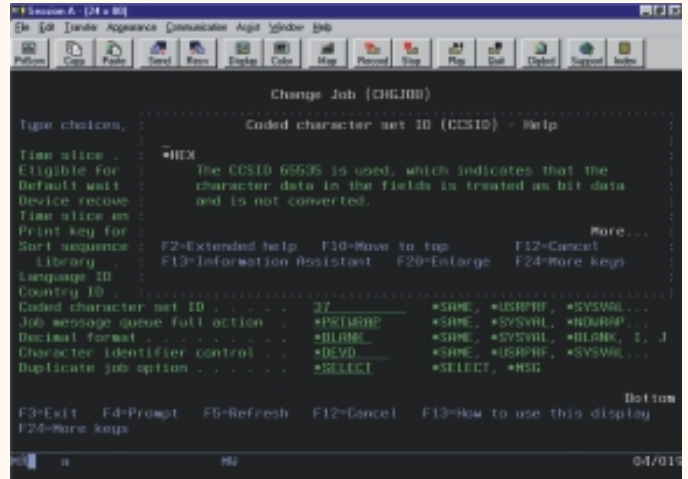 Session A - [24 x 80]
File Edit Transfer Appearance Communication Assist Window Help
PrtScrn Copy Paste Send Recv Display Color Map Record Stop Play Quit Clipbrd Support Index
Change Job (CHGJOB)
Type choices, : Coded character set ID (CCSID) - Help :
Time slice . : *HEX :
Eligible for : The CCSID 65535 is used, which indicates that the :
Default wait : character data in the fields is treated as bit data :
Device recove : and is not converted. :
Time slice en : :
Print key for : More... :
Sort sequence : F2=Extended help F10=Move to top F12=Cancel :
Library . : F13=Information Assistant F20=Enlarge F24=More keys :
Language ID : :
Country ID . :
Coded character set ID . . . . . . 37 *SAME, *USRPRF, *SYSVAL...
Job message queue full action . . *PRTWRAP *SAME, *SYSVAL, *NOWRAP...
Decimal format . . . . . . . . . . *BLANK *SAME, *SYSVAL, *BLANK, I, J
Character identifier control . . . *DEVD *SAME, *USRPRF, *SYSVAL...
Duplicate job option . . . . . . . *SELECT *SELECT, *MSG
Bottom
F3=Exit F4=Prompt F5=Refresh F12=Cancel F13=How to use this display
F24=More keys
a MW 04/019